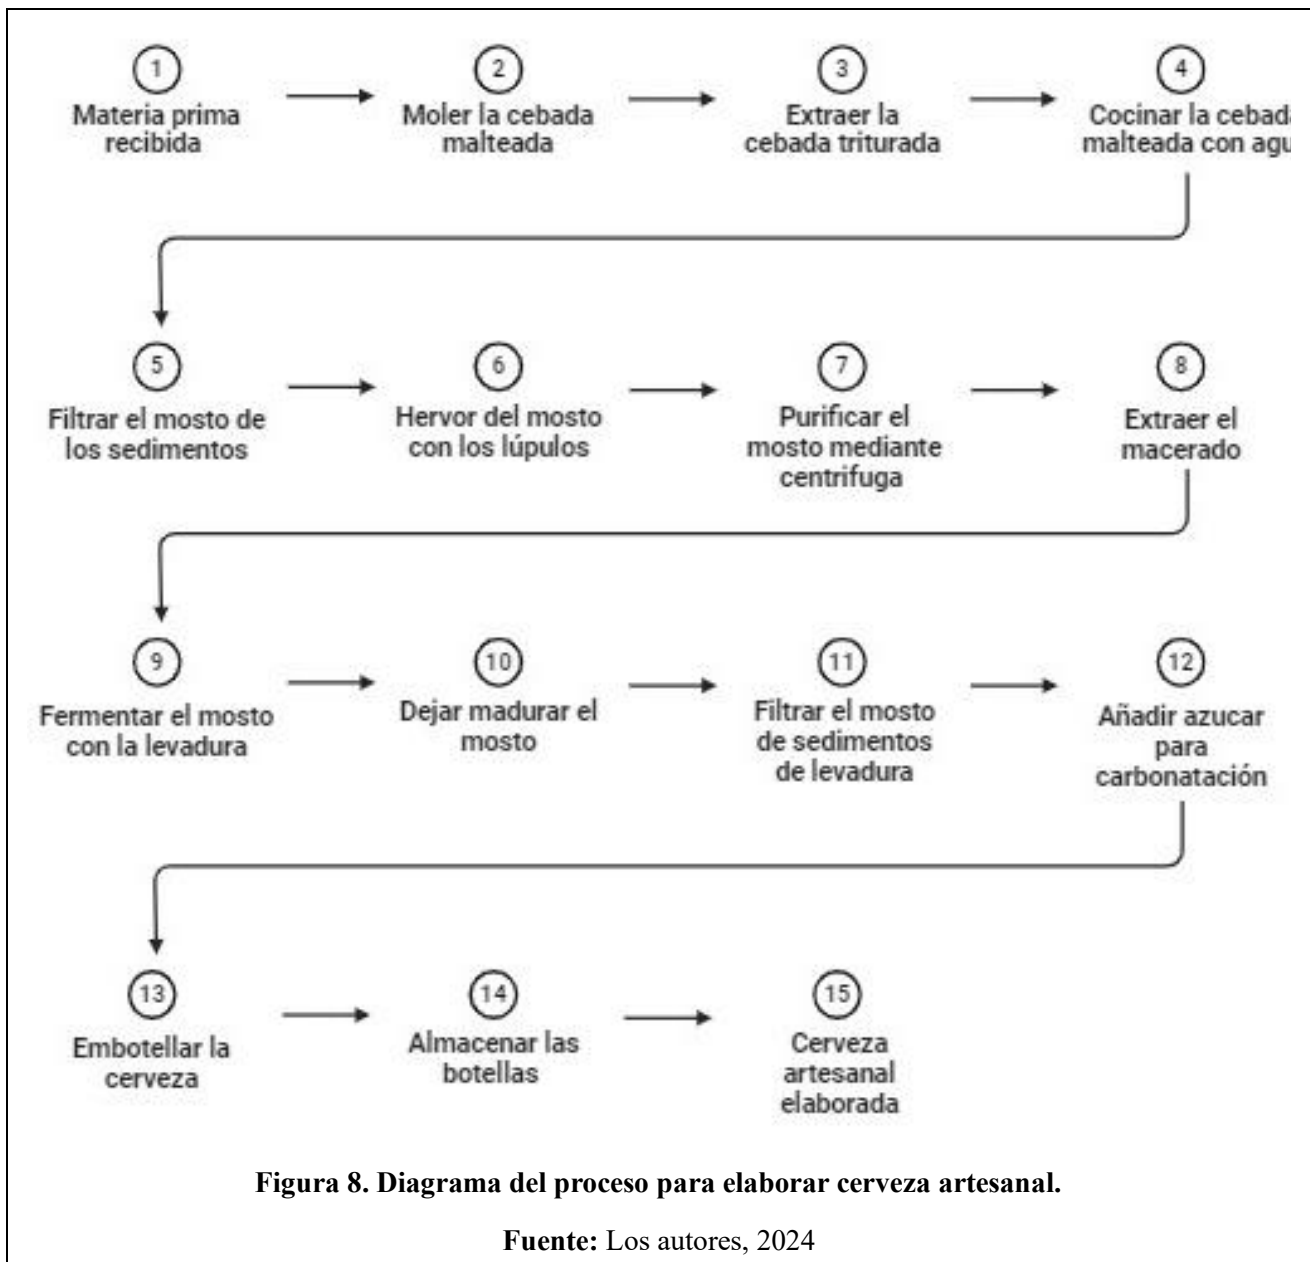 1
Materia prima
recibida
2
Moler la cebada
malteada
3
Extraer la
cebada triturada
4
Cocinar la cebada
malteada con agu
5
Filtrar el mosto de
los sedimentos
6
Hervor del mosto
con los lúpulos
7
Purificar el
mosto mediante
centrifuga
8
Extraer el
macerado
9
Fermentar el mosto
con la levadura
10
Dejar madurar el
mosto
11
Filtrar el mosto
de sedimentos
de levadura
12
Añadir azucar
para
carbonatación
13
Embotellar la
cerveza
14
Almacenar las
botellas
15
Cerveza
artesanal
elaborada
Figura 8. Diagrama del proceso para elaborar cerveza artesanal.
Fuente: Los autores, 2024